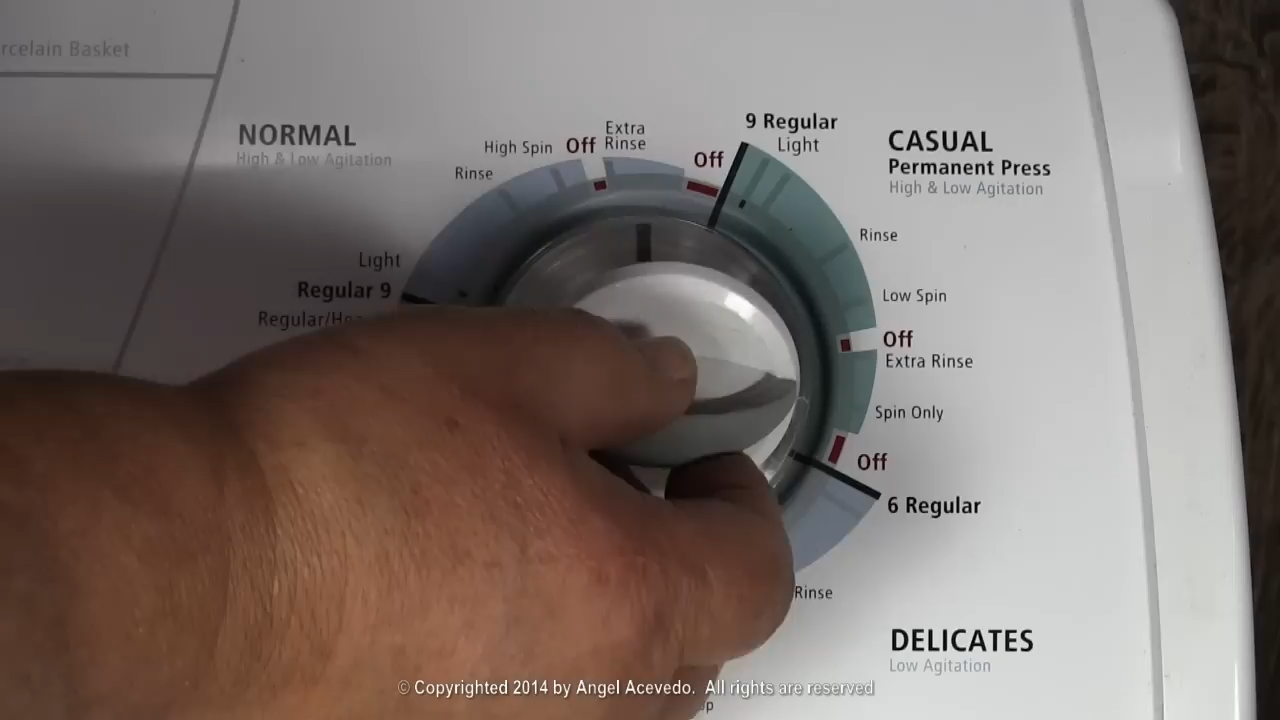 Basket
NORMAL
High & Low Agitation
Rinse
High Spin
Off
Extra
Rinse
Off
9 Regular
Light
CASUAL
Permanent Press
High & Low Agitation
Rinse
Low Spin
Off
Extra Rinse
Spin Only
Off
6 Regular
Rinse
DELICATES
Low Agitation
Light
Regular 9
© Copyrighted 2014 by Angel Acevedo. All rights are reserved